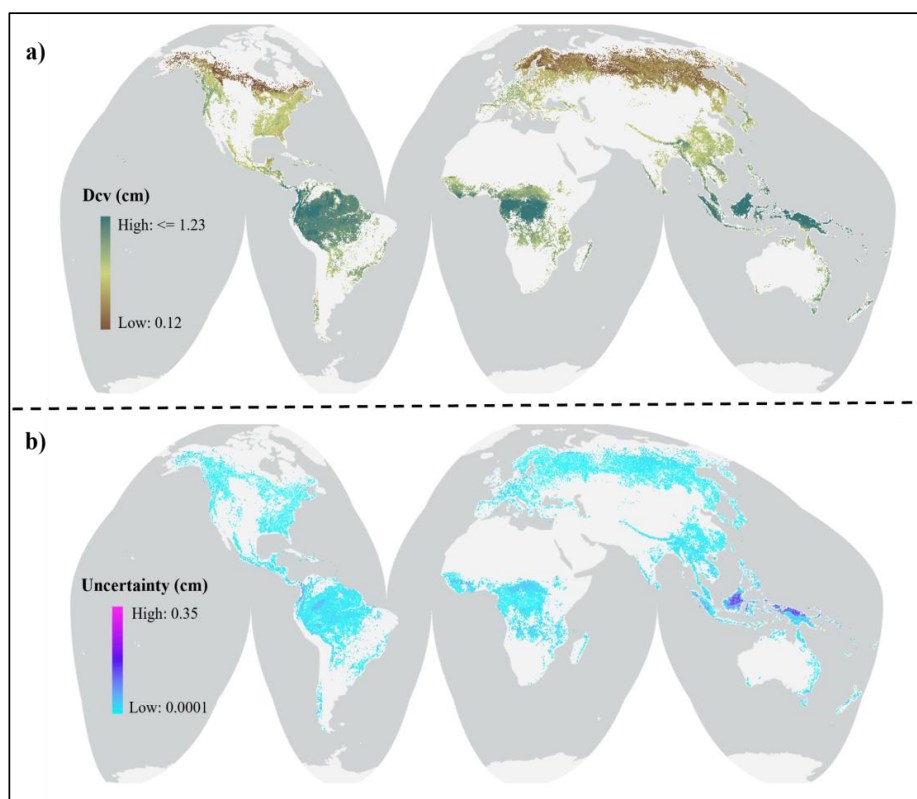 a)
Dcv (cm)
High: <= 1.23
Low: 0.12
b)
Uncertainty (cm)
High: 0.35
Low: 0.0001